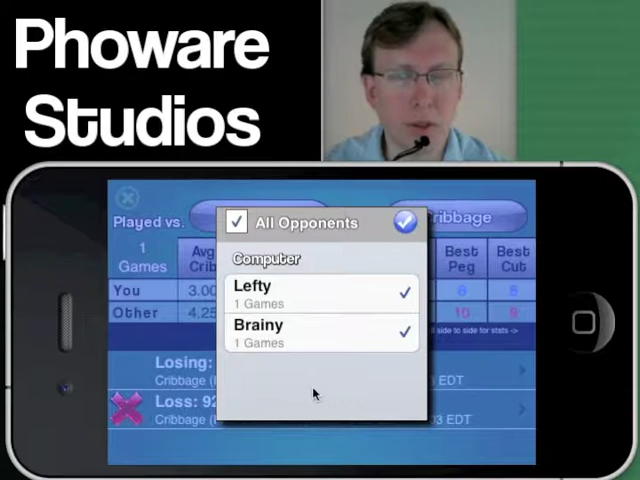 Phoware
Studios
Played vs.
Cribbage
All Opponents
1
Games
Avg
Crib
Best
Peg
Best
Cut
Computer
Lefty
1 Games
Brainy
1 Games
You
3.00
8
8
Other
4.25
10
9
side to side for stats ->
Losing:
Cribbage (
EDT
Loss: 92
Cribbage (
3 EDT